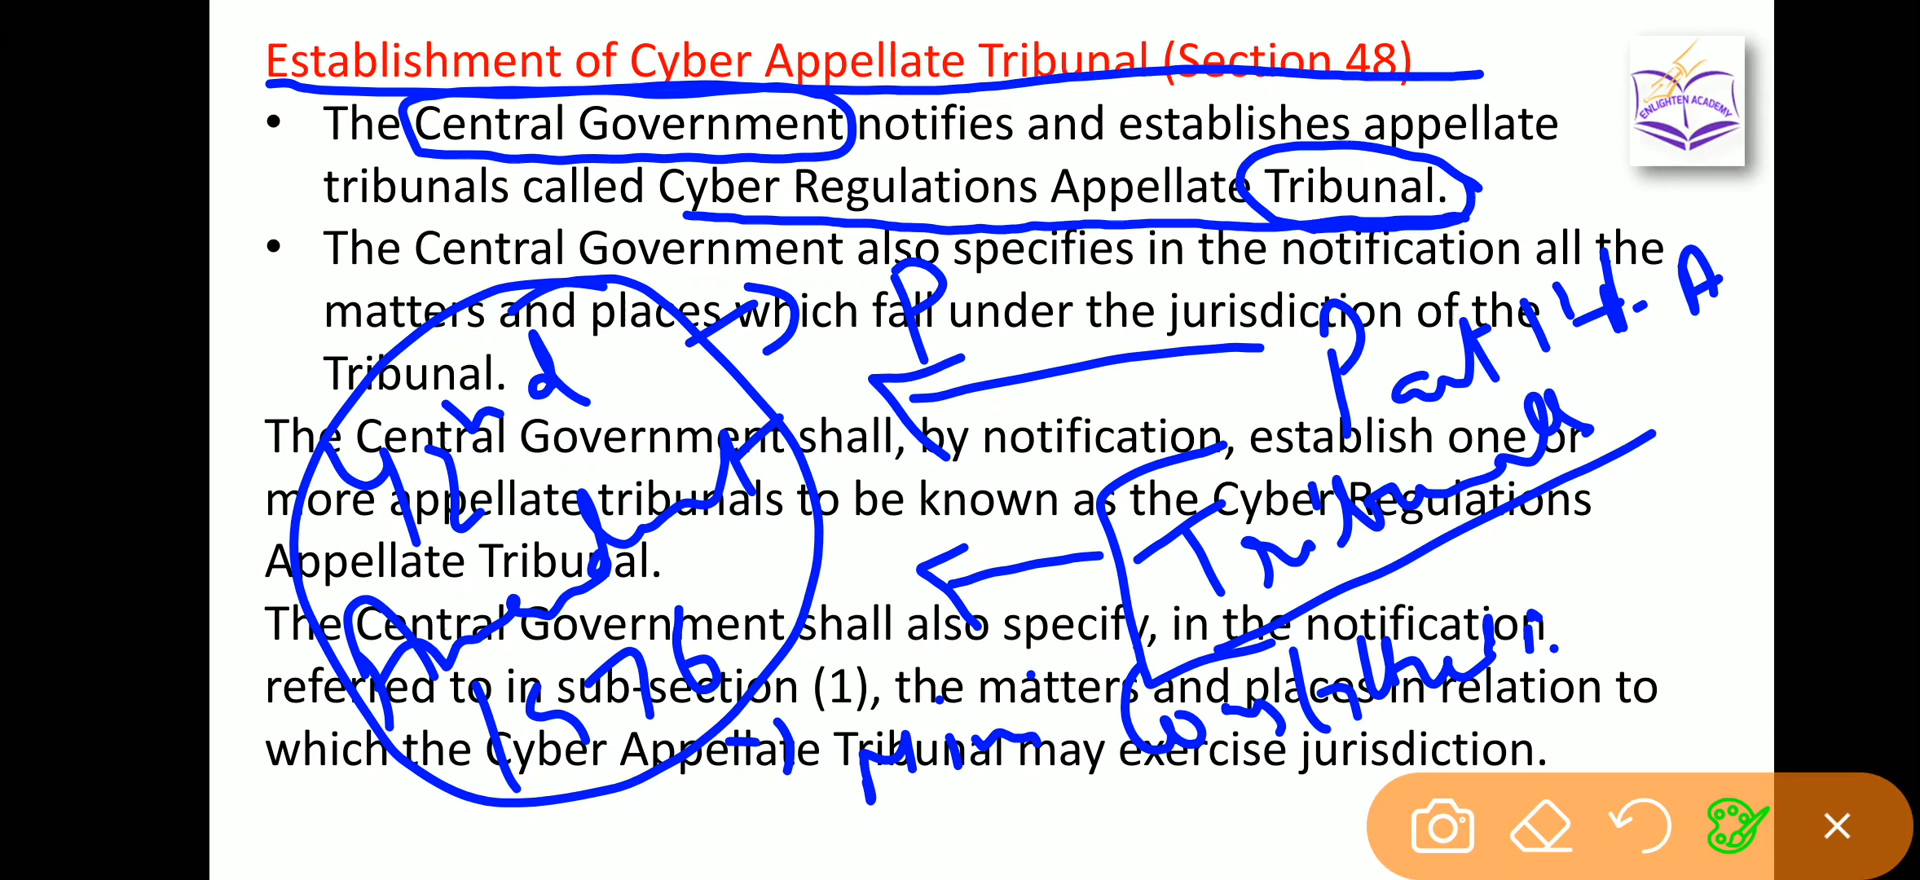 Establishment of Cyber Appellate Tribunal (Section 48)
ENLIGHTEN ACADEMY
• The Central Government notifies and establishes appellate
tribunals called Cyber Regulations Appellate Tribunal.
• The Central Government also specifies in the notification all the
matters and places which fall under the jurisdiction of the
Tribunal.
The Central Government shall, by notification, establish one or
more appellate tribunals to be known as the Cyber Regulations
Appellate Tribunal.
The Central Government shall also specify, in the notification
referred to in sub-section (1), the matters and places in relation to
which the Cyber Appellate Tribunal may exercise jurisdiction.
P
Part 14-A
Tribunal
42nd
Amendment
1976
Mini Constituti.